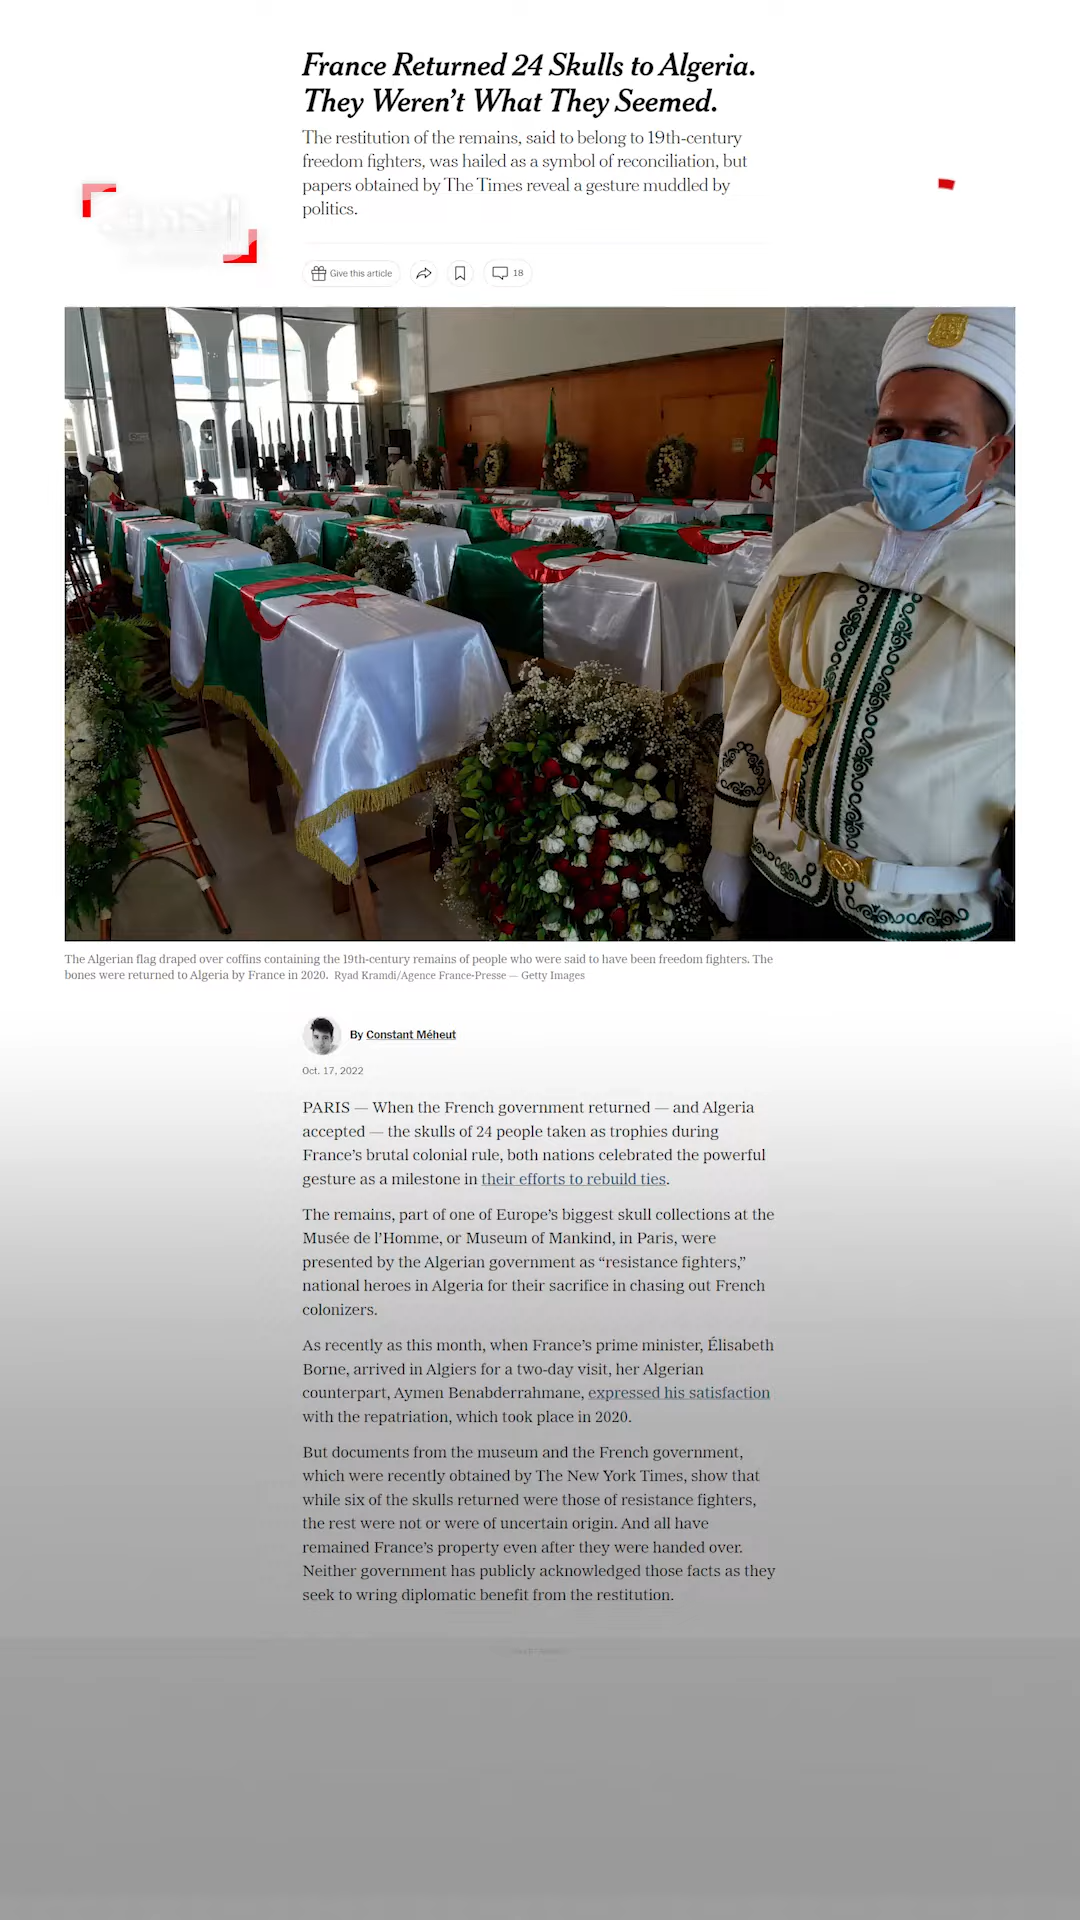 France Returned 24 Skulls to Algeria.
They Weren’t What They Seemed.
The restitution of the remains, said to belong to 19th-century
freedom fighters, was hailed as a symbol of reconciliation, but
papers obtained by The Times reveal a gesture muddled by
politics.
Give this article
18
The Algerian flag draped over coffins containing the 19th-century remains of people who were said to have been freedom fighters. The
bones were returned to Algeria by France in 2020. Ryad Kramdi/Agence France-Presse — Getty Images
By Constant Méheut
Oct. 17, 2022
PARIS — When the French government returned — and Algeria
accepted — the skulls of 24 people taken as trophies during
France’s brutal colonial rule, both nations celebrated the powerful
gesture as a milestone in their efforts to rebuild ties.
The remains, part of one of Europe’s biggest skull collections at the
Musée de l’Homme, or Museum of Mankind, in Paris, were
presented by the Algerian government as “resistance fighters,”
national heroes in Algeria for their sacrifice in chasing out French
colonizers.
As recently as this month, when France’s prime minister, Élisabeth
Borne, arrived in Algiers for a two-day visit, her Algerian
counterpart, Aymen Benabderrahmane, expressed his satisfaction
with the repatriation, which took place in 2020.
But documents from the museum and the French government,
which were recently obtained by The New York Times, show that
while six of the skulls returned were those of resistance fighters,
the rest were not or were of uncertain origin. And all have
remained France’s property even after they were handed over.
Neither government has publicly acknowledged those facts as they
seek to wring diplomatic benefit from the restitution.